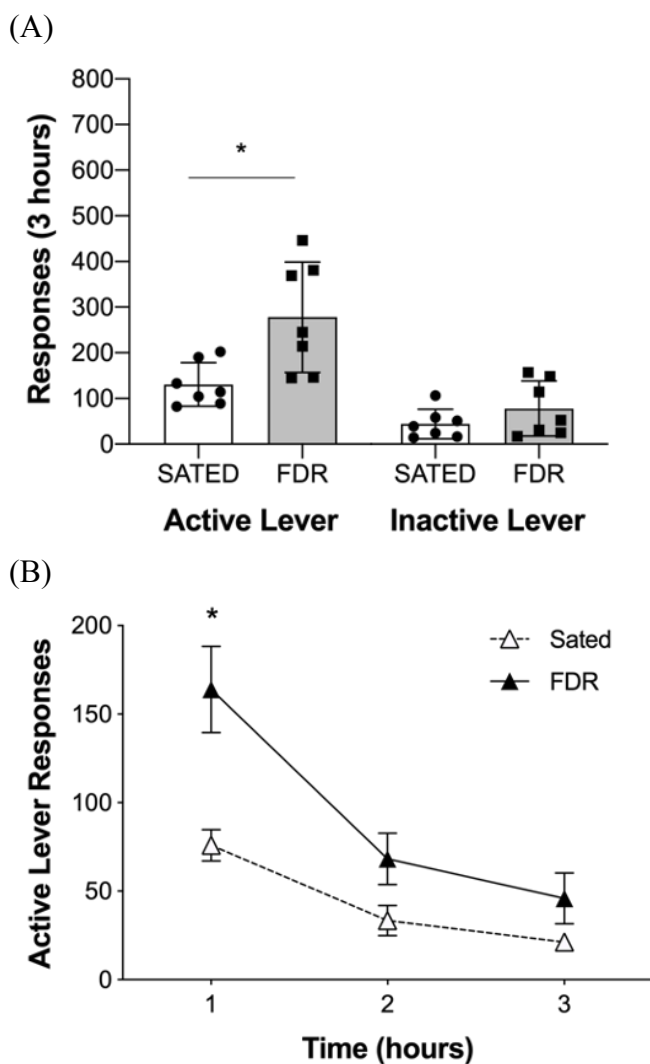 (A)
800
700
600
500
400
300
200
100
0
Responses (3 hours)
*
SATED FDR SATED FDR
Active Lever Inactive Lever
(B)
200
150
100
50
0
Active Lever Responses
*
Sated
FDR
1 2 3
Time (hours)